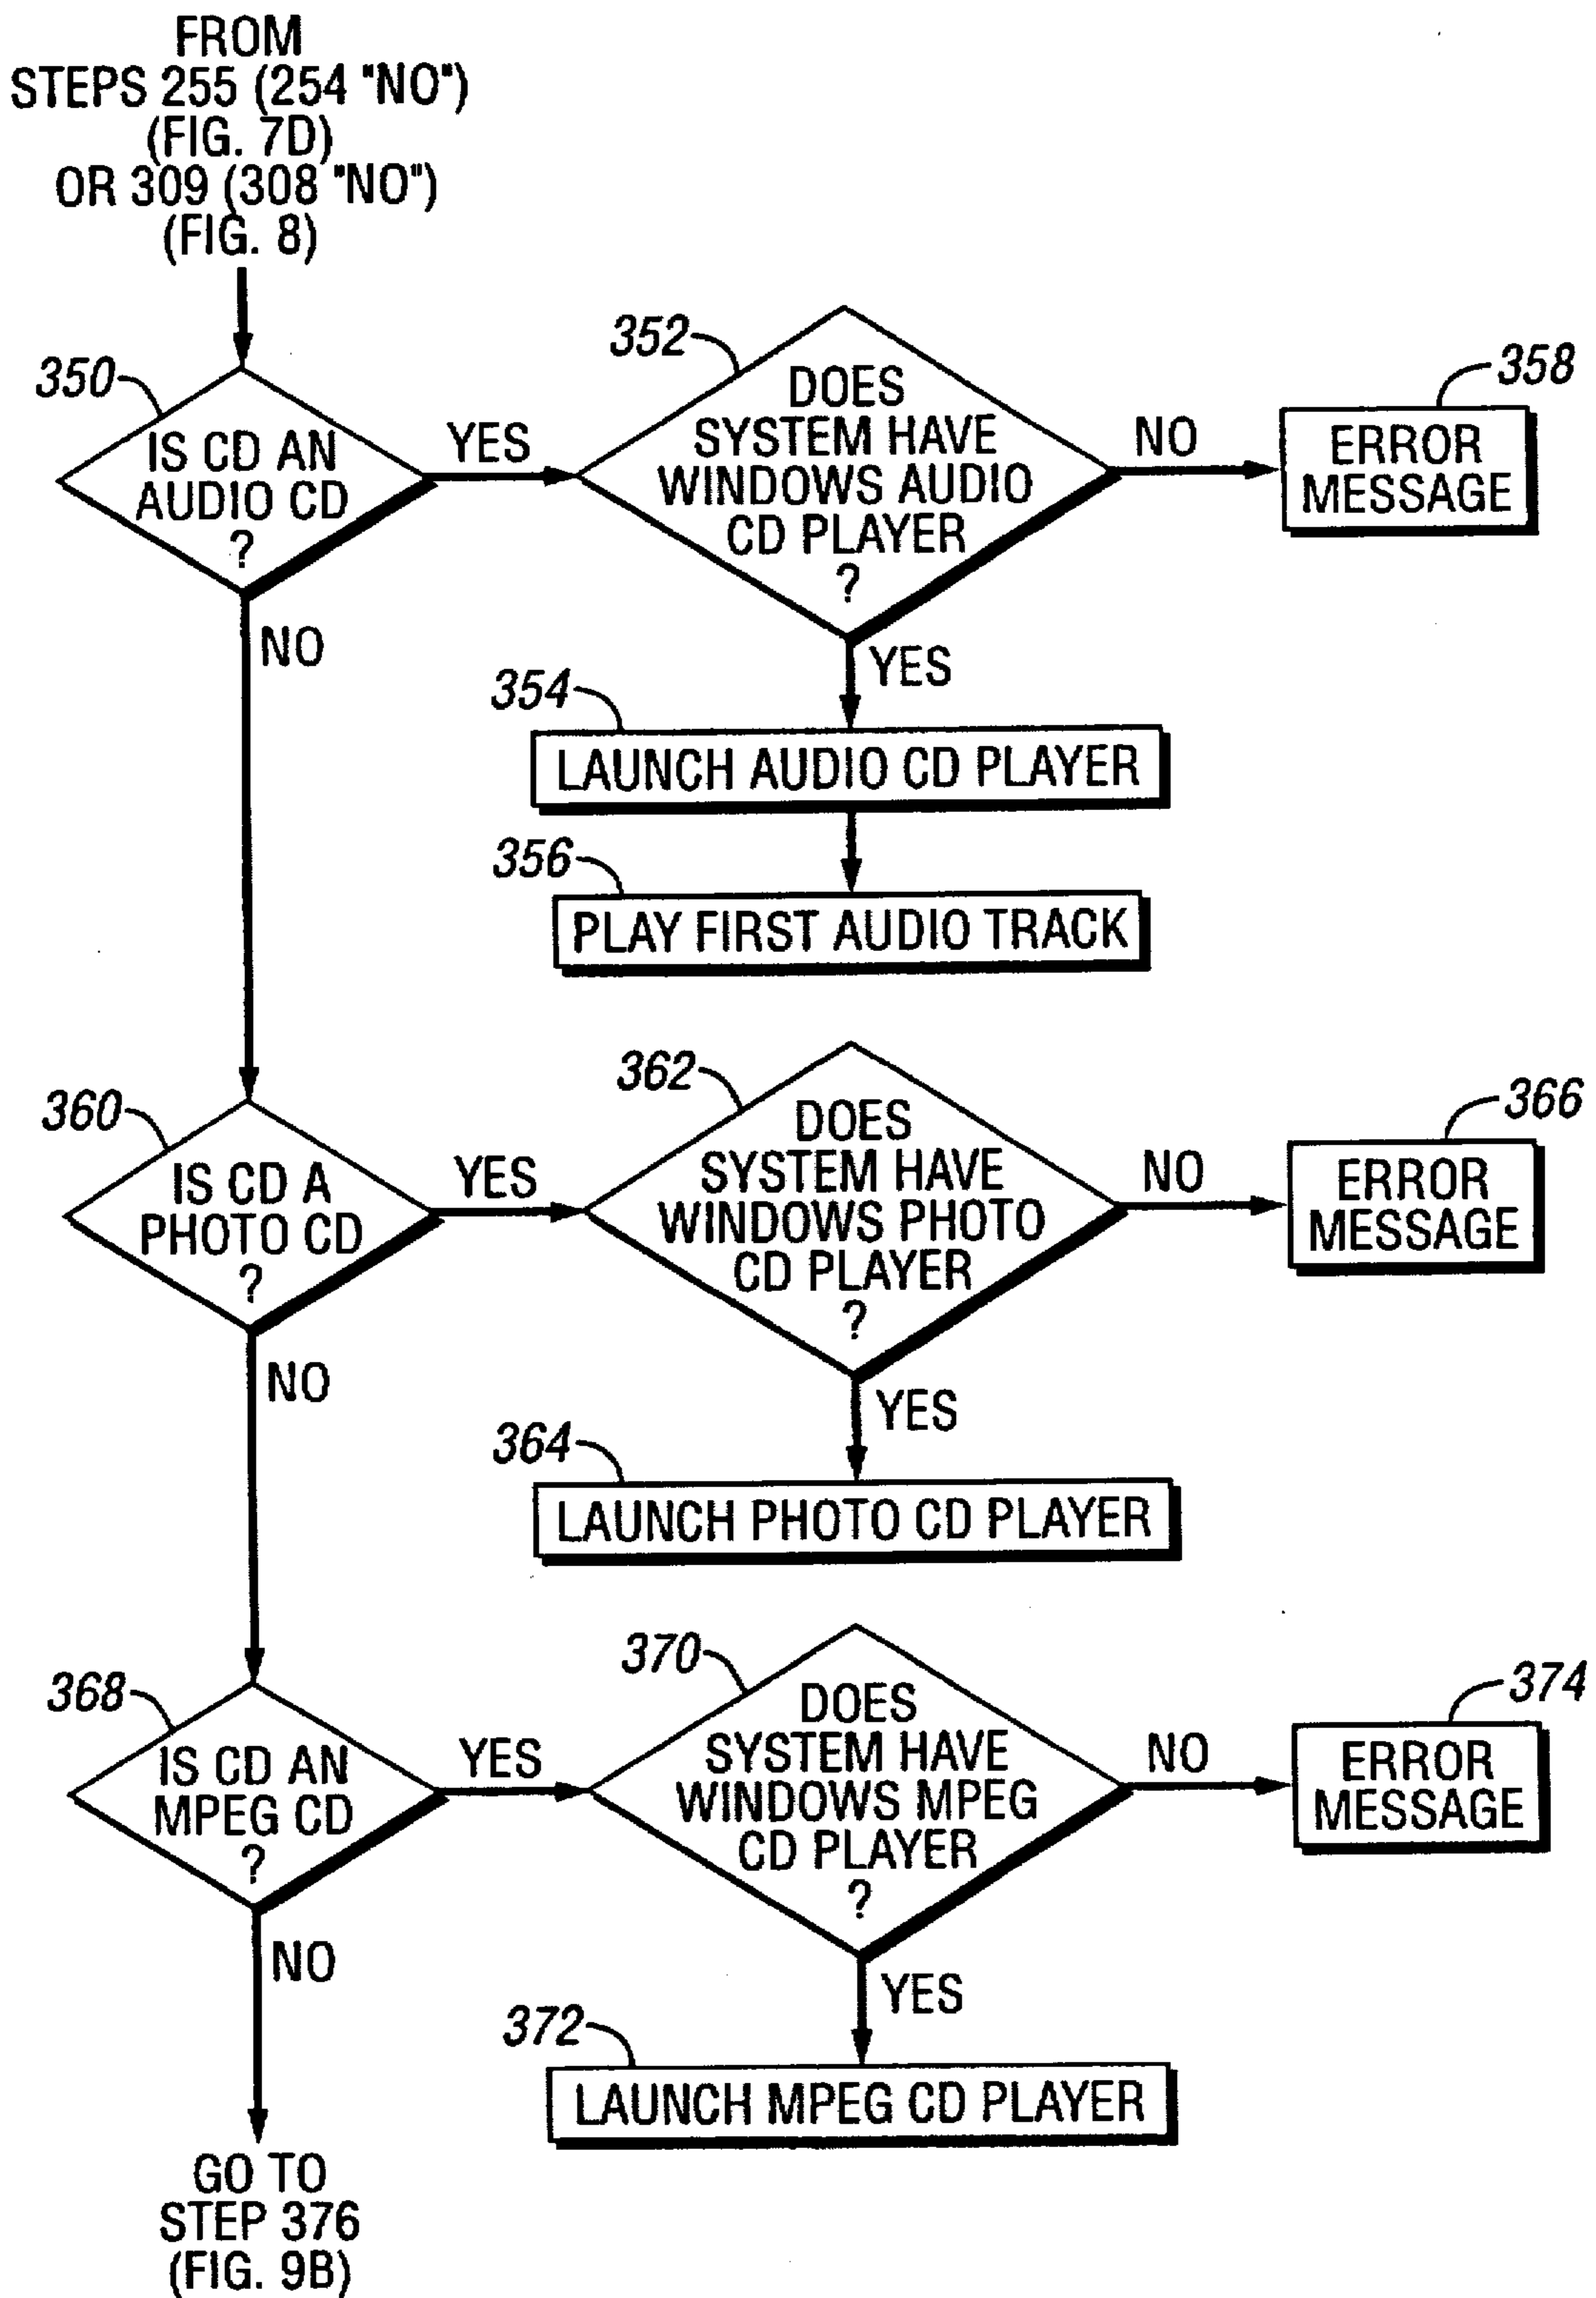 FROM
STEPS 255 (254 "NO")
(FIG. 7D)
OR 309 (308 "NO")
(FIG. 8)
350
IS CD AN
AUDIO CD
?
YES
NO
352
DOES
SYSTEM HAVE
WINDOWS AUDIO
CD PLAYER
?
NO
358
ERROR
MESSAGE
YES
354
LAUNCH AUDIO CD PLAYER
356
PLAY FIRST AUDIO TRACK
360
IS CD A
PHOTO CD
?
YES
NO
362
DOES
SYSTEM HAVE
WINDOWS PHOTO
CD PLAYER
?
NO
366
ERROR
MESSAGE
YES
364
LAUNCH PHOTO CD PLAYER
368
IS CD AN
MPEG CD
?
YES
NO
370
DOES
SYSTEM HAVE
WINDOWS MPEG
CD PLAYER
?
NO
374
ERROR
MESSAGE
YES
372
LAUNCH MPEG CD PLAYER
GO TO
STEP 376
(FIG. 9B)